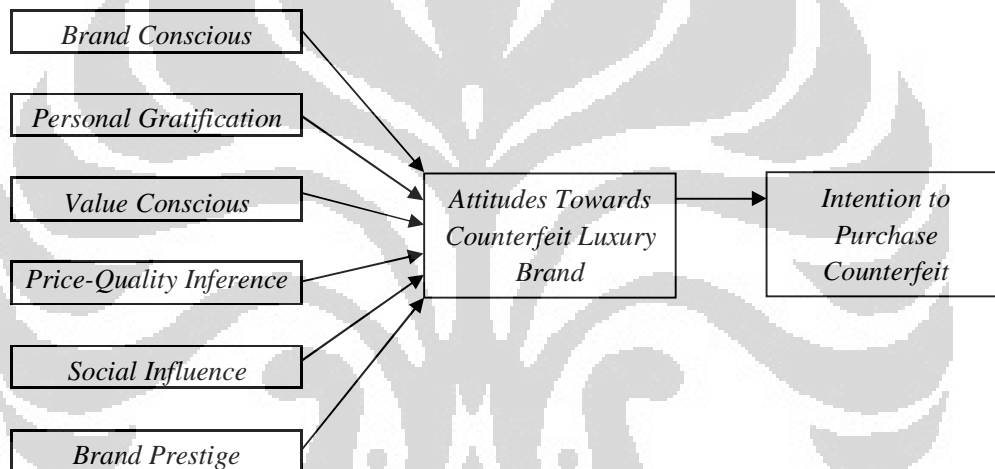 Brand Conscious
Personal Gratification
Value Conscious
Price-Quality Inference
Social Influence
Brand Prestige
Attitudes Towards
Counterfeit Luxury
Brand
Intention to
Purchase
Counterfeit